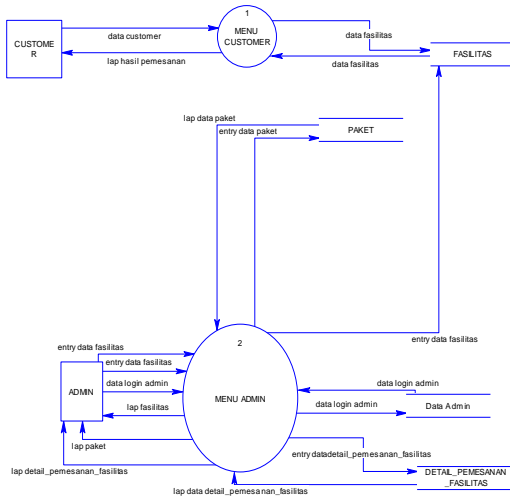 1
MENU
CUSTOMER
CUSTOME
R
data customer
lap hasil pemesanan
data fasilitas
data fasilitas
FASILITAS
lap data paket
entry data paket
PAKET
entry data fasilitas
2
MENU ADMIN
ADMIN
entry data fasilitas
entry data fasilitas
data login admin
lap fasilitas
lap paket
lap detail_pemesanan_fasilitas
data login admin
data login admin
Data Admin
entry datadetail_pemesanan_fasilitas
DETAIL_PEMESANAN
_FASILITAS
lap data detail_pemesanan_fasilitas